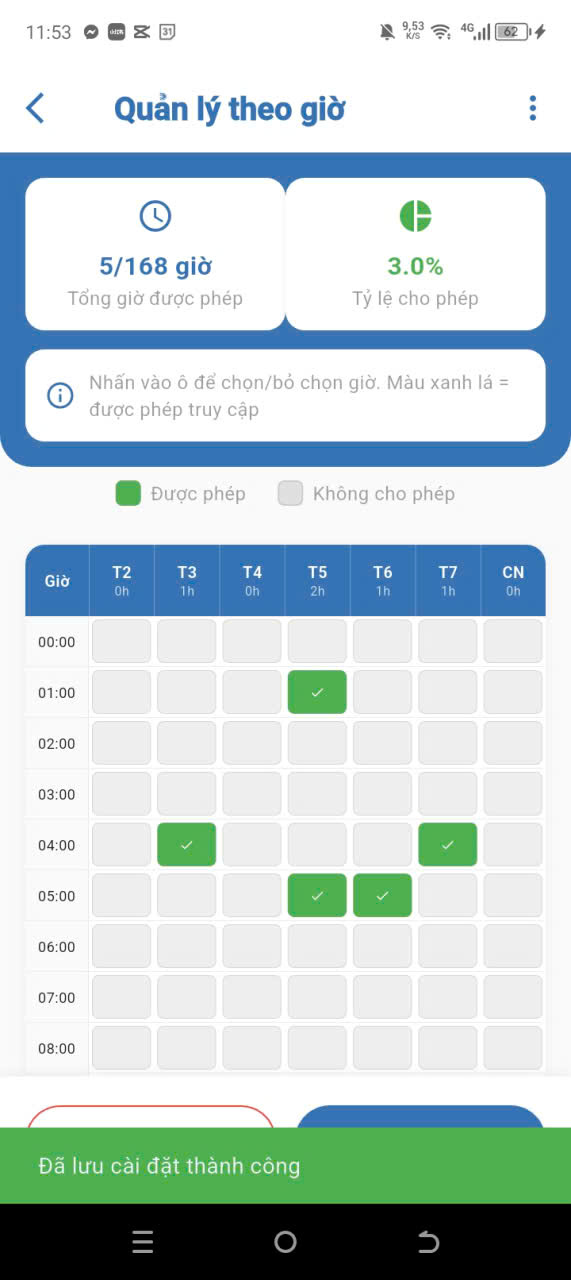 11:53 31 9,53 K/S 4G 62
Quản lý theo giờ
5/168 giờ 3.0%
Tổng giờ được phép Tỷ lệ cho phép
Nhấn vào ô để chọn/bỏ chọn giờ. Màu xanh lá =
được phép truy cập
Được phép Không cho phép
Giờ T2 T3 T4 T5 T6 T7 CN
0h 1h 0h 2h 1h 1h 0h
00:00
01:00
02:00
03:00
04:00
05:00
06:00
07:00
08:00
Đã lưu cài đặt thành công